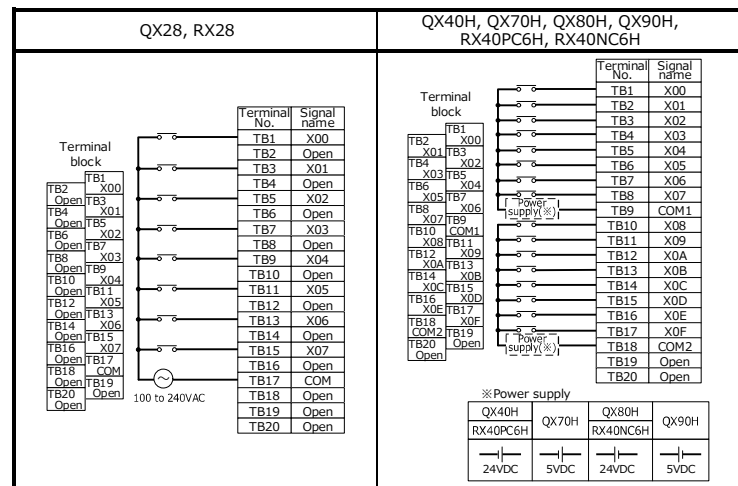 QX28, RX28
Terminal
block
TB1
X00
TB2
Open
TB3
X01
TB4
Open
TB5
X02
TB6
Open
TB7
X03
TB8
Open
TB9
X04
TB10
Open
TB11
X05
TB12
Open
TB13
X06
TB14
Open
TB15
X07
TB16
Open
TB17
COM
TB18
Open
TB19
Open
TB20
Open
100 to 240VAC
Terminal No. Signal name
TB1 X00
TB2 Open
TB3 X01
TB4 Open
TB5 X02
TB6 Open
TB7 X03
TB8 Open
TB9 X04
TB10 Open
TB11 X05
TB12 Open
TB13 X06
TB14 Open
TB15 X07
TB16 Open
TB17 COM
TB18 Open
TB19 Open
TB20 Open
QX40H, QX70H, QX80H, QX90H,
RX40PC6H, RX40NC6H
Terminal
block
TB1
X00
TB2
X01
TB3
X02
TB4
X03
TB5
X04
TB6
X05
TB7
X06
TB8
X07
TB9
COM1
TB10
X08
TB11
X09
TB12
X0A
TB13
X0B
TB14
X0C
TB15
X0D
TB16
X0E
TB17
X0F
TB18
COM2
TB19
Open
TB20
Open
Power
supply(※)
Power
supply(※)
Terminal No. Signal name
TB1 X00
TB2 X01
TB3 X02
TB4 X03
TB5 X04
TB6 X05
TB7 X06
TB8 X07
TB9 COM1
TB10 X08
TB11 X09
TB12 X0A
TB13 X0B
TB14 X0C
TB15 X0D
TB16 X0E
TB17 X0F
TB18 COM2
TB19 Open
TB20 Open
※Power supply
QX40H
RX40PC6H
QX70H
QX80H
RX40NC6H
QX90H
24VDC 5VDC 24VDC 5VDC